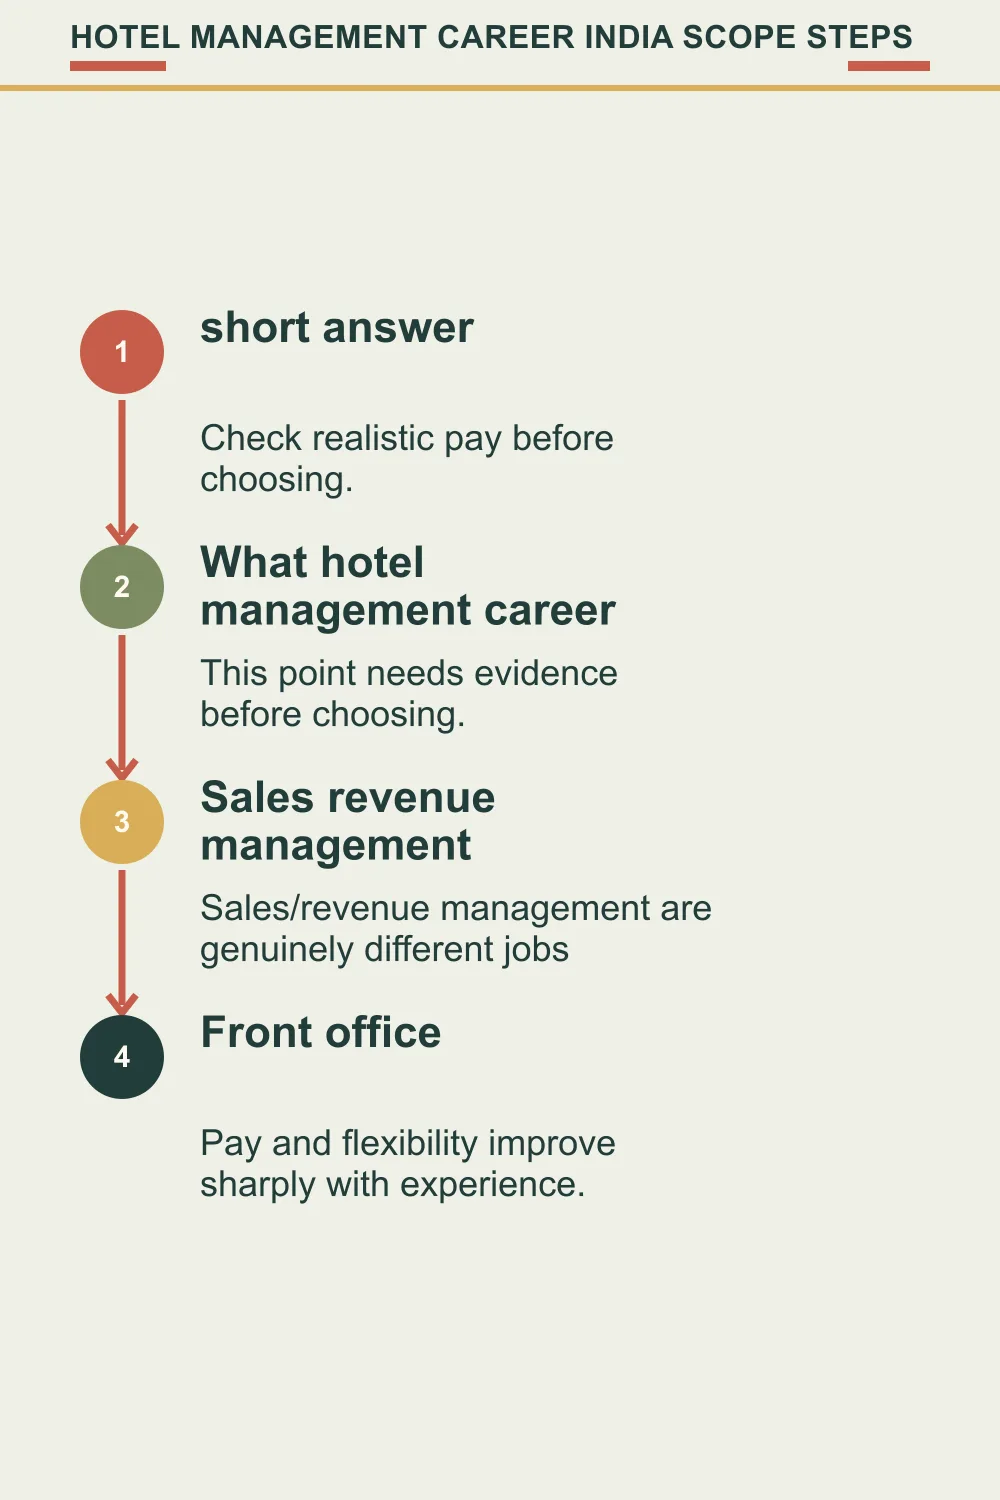 HOTEL MANAGEMENT CAREER INDIA SCOPE STEPS
1
short answer
Check realistic pay before
choosing.
2
What hotel
management career
This point needs evidence
before choosing.
3
Sales revenue
management
Sales/revenue management are
genuinely different jobs
4
Front office
Pay and flexibility improve
sharply with experience.